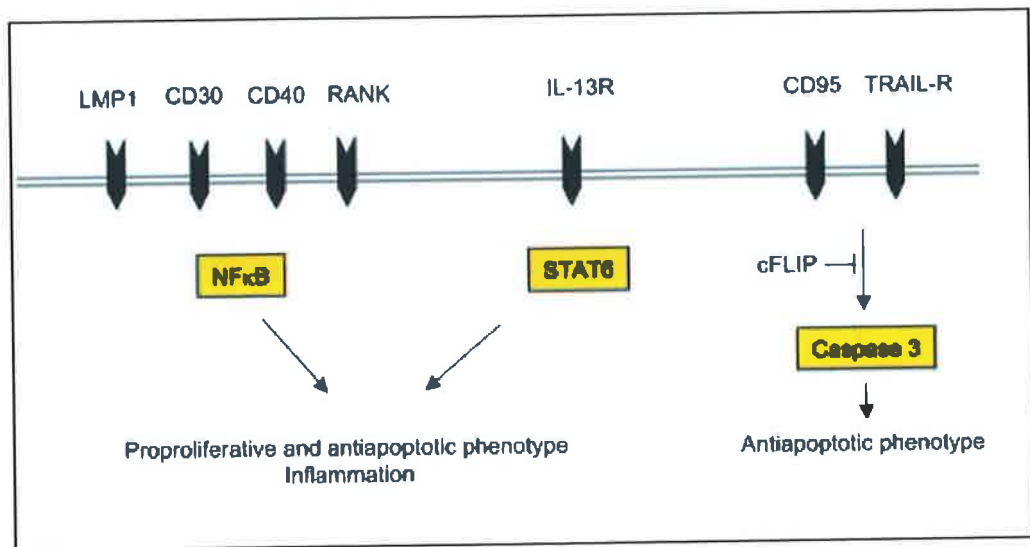 LMP1 CD30 CD40 RANK IL-13R CD95 TRAIL-R
NFκB STAT6 cFLIP
Caspase 3
Proproliferative and antiapoptotic phenotype Antiapoptotic phenotype
Inflammation